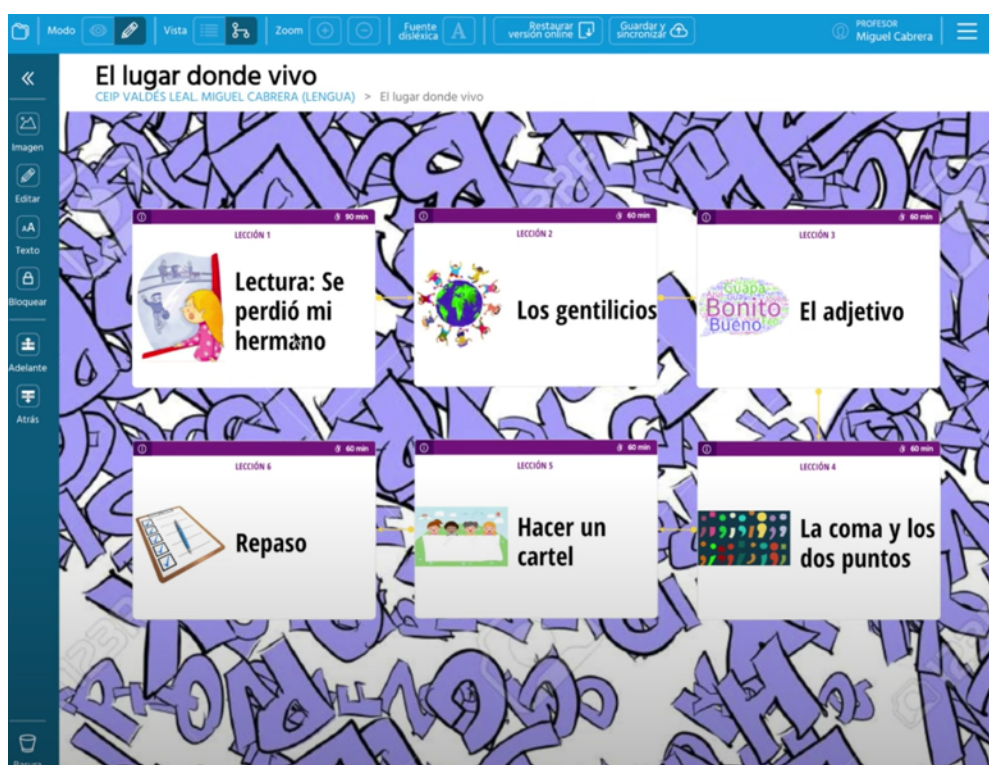 Modo
Vista
Zoom
Fuente
disléxica
A
Restaurar
versión online
Guardar y
sincronizar
PROFESOR
Miguel Cabrera
El lugar donde vivo
CEIP VALDÉS LEAL. MIGUEL CABRERA (LENGUA) > El lugar donde vivo
Imagen
Editar
AA
Texto
Bloquear
Adelante
Atrás
90 min
LECCIÓN 1
Lectura: Se
perdió mi
hermano
60 min
LECCIÓN 2
Los gentilicios
60 min
LECCIÓN 3
Guapa
Bonito
Bueno
feo
El adjetivo
60 min
LECCIÓN 6
Repaso
60 min
LECCIÓN 5
Hacer un
cartel
60 min
LECCIÓN 4
La coma y los
dos puntos
123RF